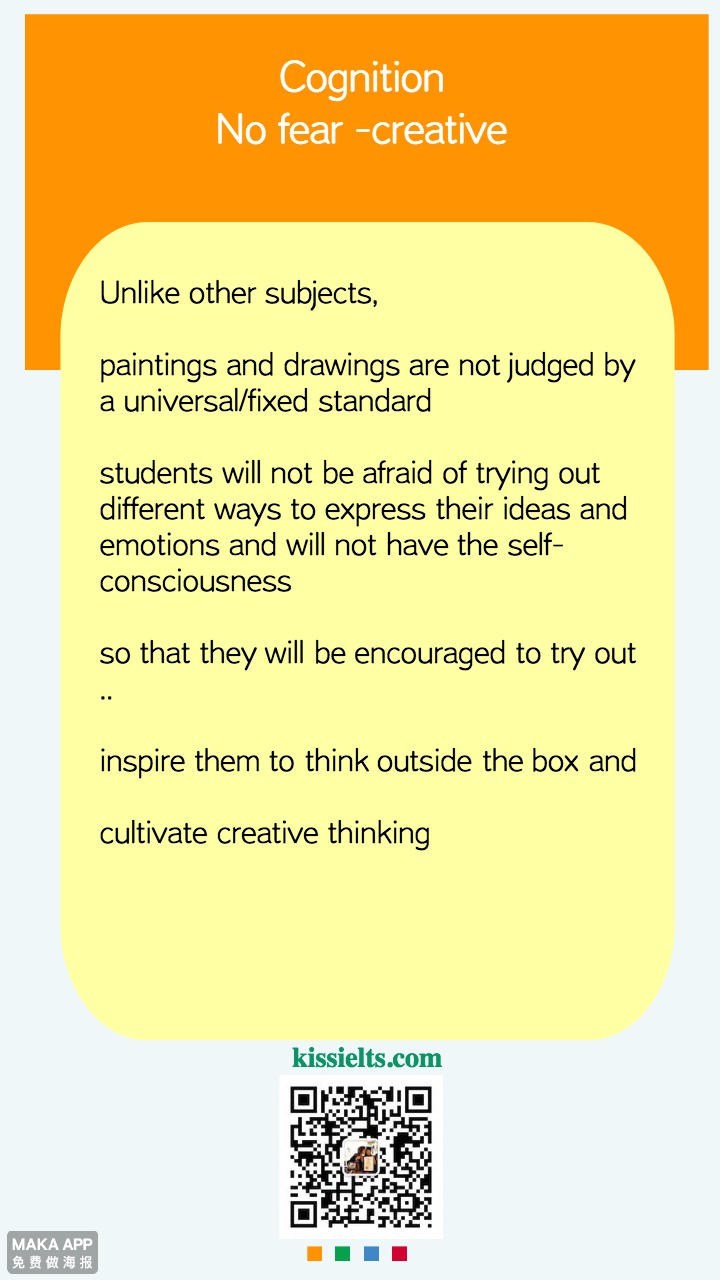 Cognition
No fear -creative
Unlike other subjects,
paintings and drawings are not judged by
a universal/fixed standard
students will not be afraid of trying out
different ways to express their ideas and
emotions and will not have the self-
consciousness
so that they will be encouraged to try out
..
inspire them to think outside the box and
cultivate creative thinking
kissielts.com
MAKA APP
免费做海报